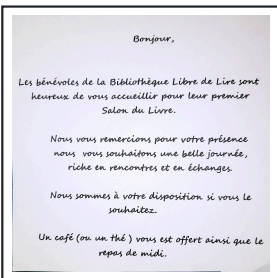 Bonjour,
Les bénévoles de la Bibliothèque Libre de Lire sont
heureux de vous accueillir pour leur premier
Salon du Livre.
Nous vous remercions pour votre présence
nous vous souhaitons une belle journée,
riche en rencontres et en échanges.
Nous sommes à votre disposition si vous le
souhaitez.
Un café (ou un thé ) vous est offert ainsi que le
repas de midi.